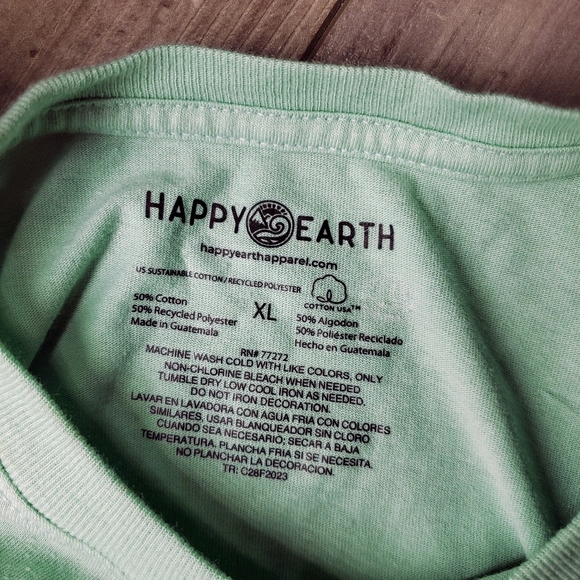 HAPPY EARTH
happyearthapparel.com
US SUSTAINABLE COTTON/RECYCLED POLYESTER
COTTON USA™
50% Cotton
50% Recycled Polyester
Made in Guatemala
XL
50% Algodon
50% Poliéster Reciclado
Hecho en Guatemala
RN# 77272
MACHINE WASH COLD WITH LIKE COLORS, ONLY
NON-CHLORINE BLEACH WHEN NEEDED
TUMBLE DRY LOW COOL IRON AS NEEDED.
DO NOT IRON DECORATION.
LAVAR EN LAVADORA CON AGUA FRIA CON COLORES
SIMILARES. USAR BLANQUEADOR SIN CLORO
CUANDO SEA NECESARIO; SECAR A BAJA
TEMPERATURA. PLANCHA FRIA SI SE NECESITA.
NO PLANCHAR LA DECORACION.
TR: C28F2023